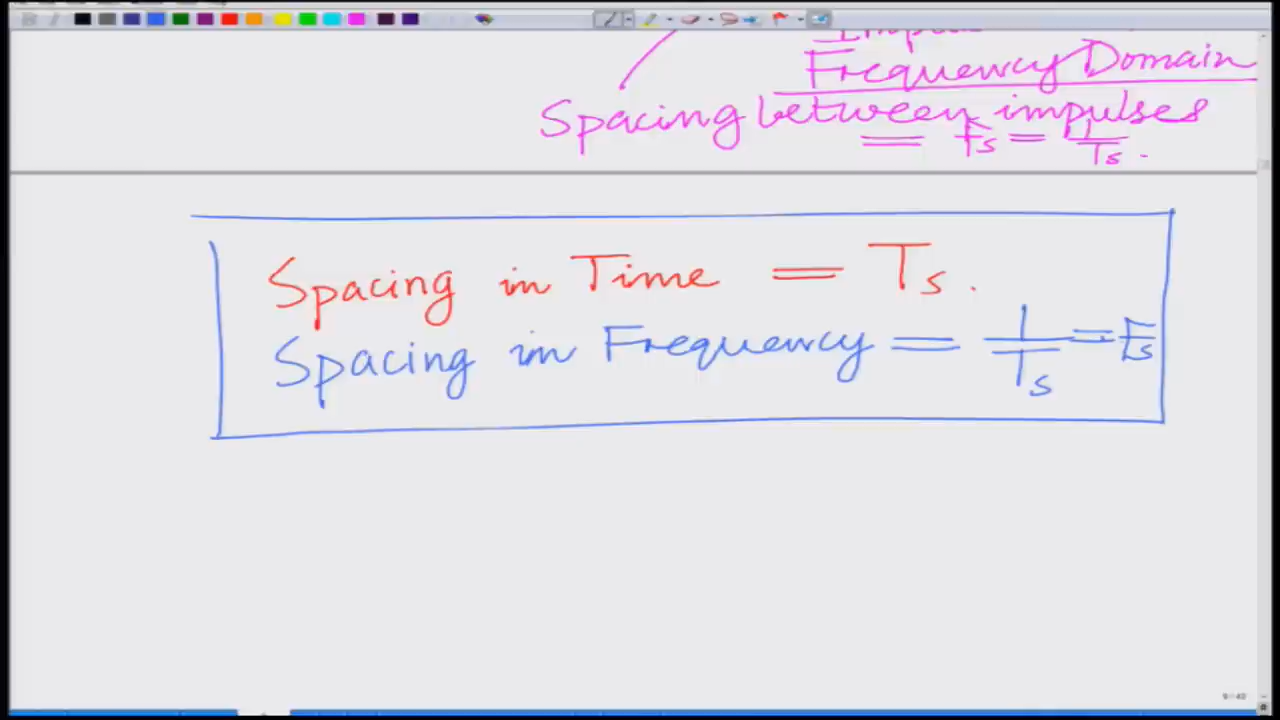 Frequency Domain
Spacing between impulses
= Fs = 1/Ts.
Spacing in Time = Ts.
Spacing in Frequency = 1/Ts = Fs